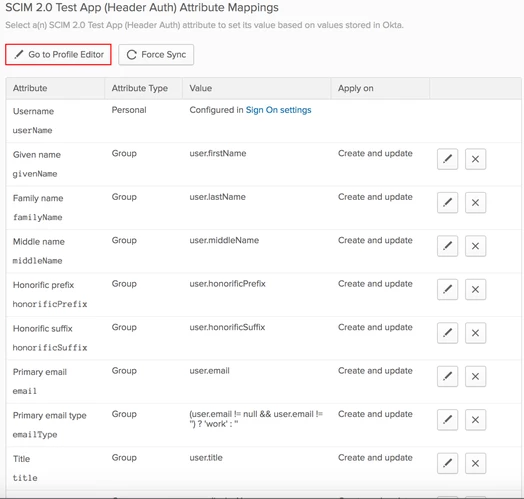 SCIM 2.0 Test App (Header Auth) Attribute Mappings
Select a(n) SCIM 2.0 Test App (Header Auth) attribute to set its value based on values stored in Okta.
Go to Profile Editor Force Sync
Attribute Attribute Type Value Apply on
Username Personal Configured in Sign On settings
userName
Given name Group user.firstName Create and update
givenName
Family name Group user.lastName Create and update
familyName
Middle name Group user.middleName Create and update
middleName
Honorific prefix Group user.honorificPrefix Create and update
honorificPrefix
Honorific suffix Group user.honorificSuffix Create and update
honorificSuffix
Primary email Group user.email Create and update
email
Primary email type Group (user.email != null && user.email != Create and update
'') ? 'work' : ''
emailType
Title Group user.title Create and update
title